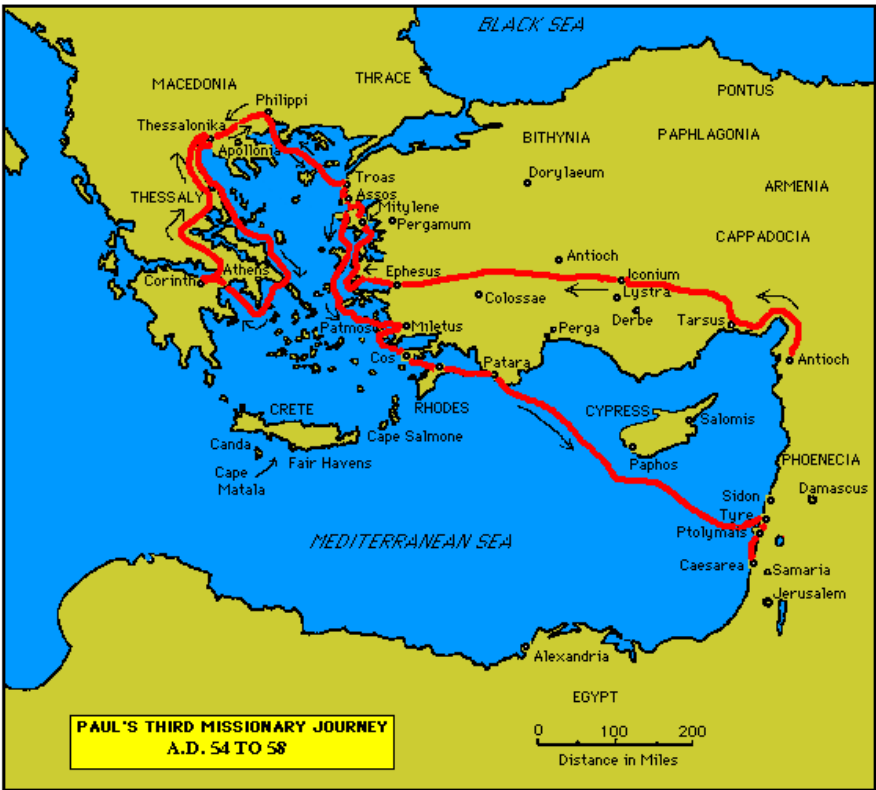 BLACK SEA
MACEDONIA
THRACE
PONTUS
Philippi
Thessalonika
Apollonia
BITHYNIA
PAPHLAGONIA
Troas
Dorylaeum
ARMENIA
THESSALY
Assos
Mitylene
Pergamum
CAPPADOCIA
Antioch
Athens
Corinth
Ephesus
Iconium
Colossae
Lystra
Derbe
Tarsus
Patmos
Miletus
Perga
Antioch
Cos
Patara
CRETE
RHODES
CYPRESS
Salomis
Canda
Cape Salmone
Fair Havens
Cape
Matala
Paphos
PHOENECIA
Sidon
Damascus
Tyre
Ptolymais
MEDITERRANEAN SEA
Caesarea
Samaria
Jerusalem
Alexandria
EGYPT
PAUL'S THIRD MISSIONARY JOURNEY
A.D. 54 TO 58
0 100 200
Distance in Miles